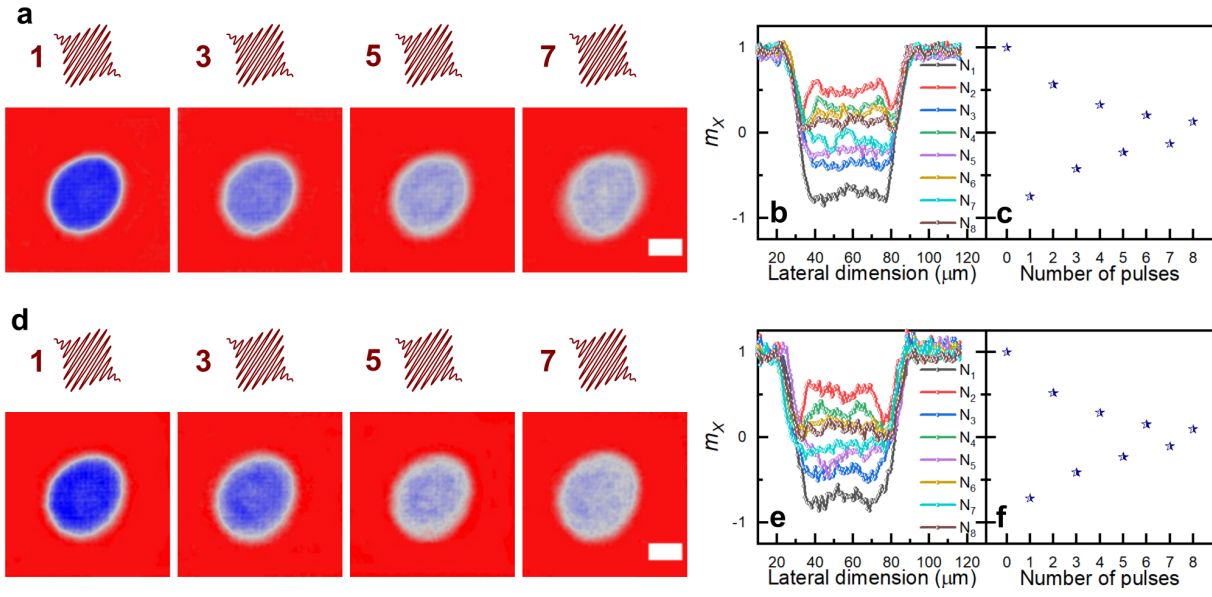 a
1 3 5 7
b
mX
1
0
-1
N1
N2
N3
N4
N5
N6
N7
N8
20 40 60 80 100 120
Lateral dimension (μm)
c
0 1 2 3 4 5 6 7 8
Number of pulses
d
1 3 5 7
e
mX
1
0
-1
N1
N2
N3
N4
N5
N6
N7
N8
20 40 60 80 100 120
Lateral dimension (μm)
f
0 1 2 3 4 5 6 7 8
Number of pulses